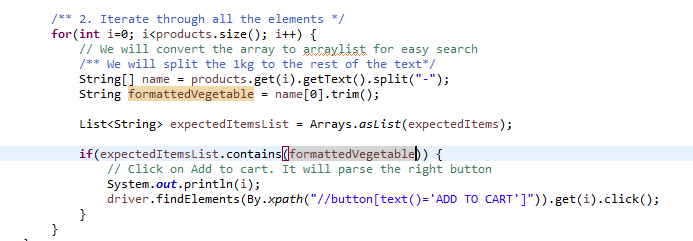 /** 2. Iterate through all the elements */
for(int i=0; i<products.size(); i++) {
// We will convert the array to arraylist for easy search
/** We will split the 1kg to the rest of the text*/
String[] name = products.get(i).getText().split("-");
String formattedVegetable = name[0].trim();
List<String> expectedItemsList = Arrays.asList(expectedItems);
if(expectedItemsList.contains(formattedVegetable)) {
// Click on Add to cart. It will parse the right button
System.out.println(i);
driver.findElements(By.xpath("//button[text()='ADD TO CART']")).get(i).click();
}
}